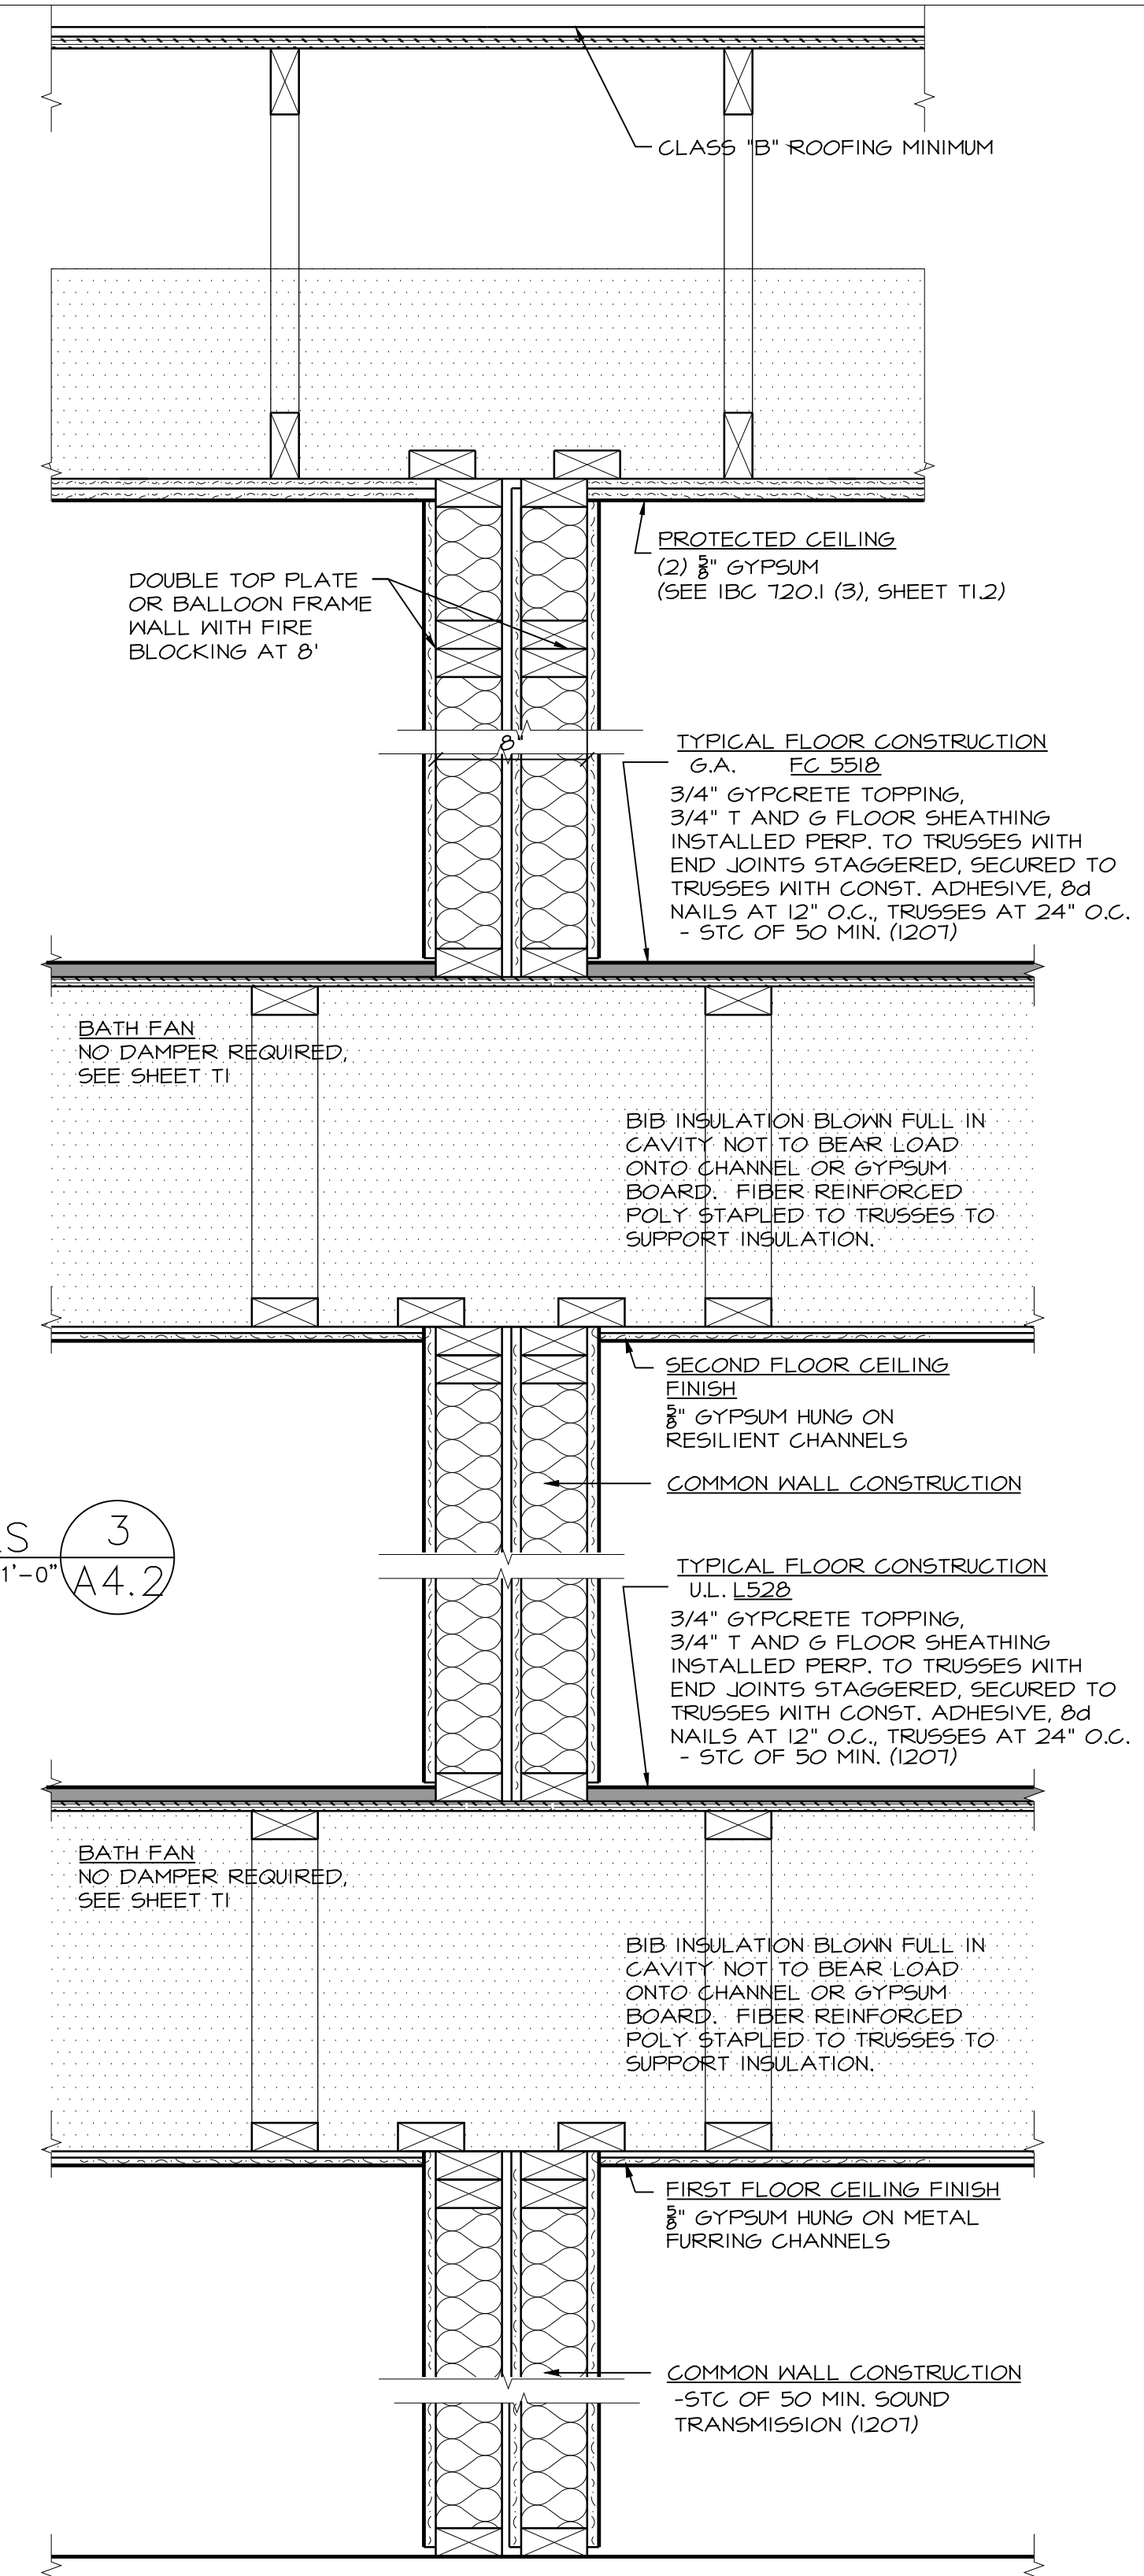 CLASS "B" ROOFING MINIMUM
PROTECTED CEILING
(2) 5/8" GYPSUM
(SEE IBC 720.1 (3), SHEET T1.2)
DOUBLE TOP PLATE
OR BALLOON FRAME
WALL WITH FIRE
BLOCKING AT 8'
8"
TYPICAL FLOOR CONSTRUCTION
G.A. FC 5518
3/4" GYPCRETE TOPPING,
3/4" T AND G FLOOR SHEATHING
INSTALLED PERP. TO TRUSSES WITH
END JOINTS STAGGERED, SECURED TO
TRUSSES WITH CONST. ADHESIVE, 8d
NAILS AT 12" O.C., TRUSSES AT 24" O.C.
- STC OF 50 MIN. (1207)
BATH FAN
NO DAMPER REQUIRED,
SEE SHEET T1
BIB INSULATION BLOWN FULL IN
CAVITY NOT TO BEAR LOAD
ONTO CHANNEL OR GYPSUM
BOARD. FIBER REINFORCED
POLY STAPLED TO TRUSSES TO
SUPPORT INSULATION.
SECOND FLOOR CEILING
FINISH
5/8" GYPSUM HUNG ON
RESILIENT CHANNELS
COMMON WALL CONSTRUCTION
3
1'-0"
A4.2
TYPICAL FLOOR CONSTRUCTION
U.L. L528
3/4" GYPCRETE TOPPING,
3/4" T AND G FLOOR SHEATHING
INSTALLED PERP. TO TRUSSES WITH
END JOINTS STAGGERED, SECURED TO
TRUSSES WITH CONST. ADHESIVE, 8d
NAILS AT 12" O.C., TRUSSES AT 24" O.C.
- STC OF 50 MIN. (1207)
BATH FAN
NO DAMPER REQUIRED,
SEE SHEET T1
BIB INSULATION BLOWN FULL IN
CAVITY NOT TO BEAR LOAD
ONTO CHANNEL OR GYPSUM
BOARD. FIBER REINFORCED
POLY STAPLED TO TRUSSES TO
SUPPORT INSULATION.
FIRST FLOOR CEILING FINISH
5/8" GYPSUM HUNG ON METAL
FURRING CHANNELS
COMMON WALL CONSTRUCTION
-STC OF 50 MIN. SOUND
TRANSMISSION (1207)